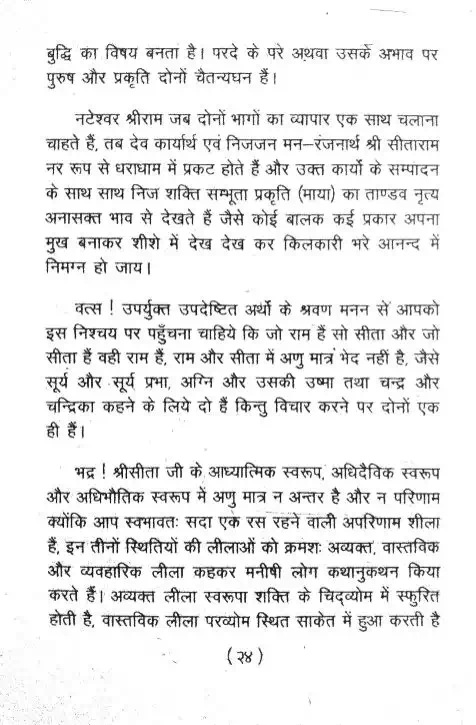 बुद्धि का विषय बनता है। परदे के परे अथवा उसके अभाव पर
पुरुष और प्रकृति दोनों चैतन्यघन हैं।
नटेश्वर श्रीराम जब दोनों भागों का व्यापार एक साथ चलाना
चाहते हैं, तब देव कार्यार्थ एवं निजजन मन–रंजनार्थ श्री सीताराम
नर रूप से धराधाम में प्रकट होते हैं और उक्त कार्यो के सम्पादन
के साथ साथ निज शक्ति सम्भूता प्रकृति (माया) का ताण्डव नृत्य
अनासक्त भाव से देखते हैं जैसे कोई बालक कई प्रकार अपना
मुख बनाकर शीशे में देख देख कर किलकारी भरे आनन्द में
निमग्न हो जाय।
वत्स ! उपर्युक्त उपदेष्टित अर्थो के श्रवण मनन से आपको
इस निश्चय पर पहुँचना चाहिये कि जो राम हैं सो सीता और जो
सीता हैं वही राम हैं, राम और सीता में अणु मात्र भेद नहीं है, जैसे
सूर्य और सूर्य प्रभा, अग्नि और उसकी उष्मा तथा चन्द्र और
चन्द्रिका कहने के लिये दो हैं किन्तु विचार करने पर दोनों एक
ही हैं।
भद्र ! श्रीसीता जी के आध्यात्मिक स्वरूप, अधिदैविक स्वरूप
और अधिभौतिक स्वरूप में अणु मात्र न अन्तर है और न परिणाम
क्योंकि आप स्वभावतः सदा एक रस रहने वाली अपरिणाम शीला
हैं, इन तीनों स्थितियों की लीलाओं को क्रमशः अव्यक्त, वास्तविक
और व्यवहारिक लीला कहकर मनीषी लोग कथानुकथन किया
करते हैं। अव्यक्त लीला स्वरूपा शक्ति के चिद्व्योम में स्फुरित
होती है, वास्तविक लीला परव्योम स्थित साकेत में हुआ करती है
(२४)